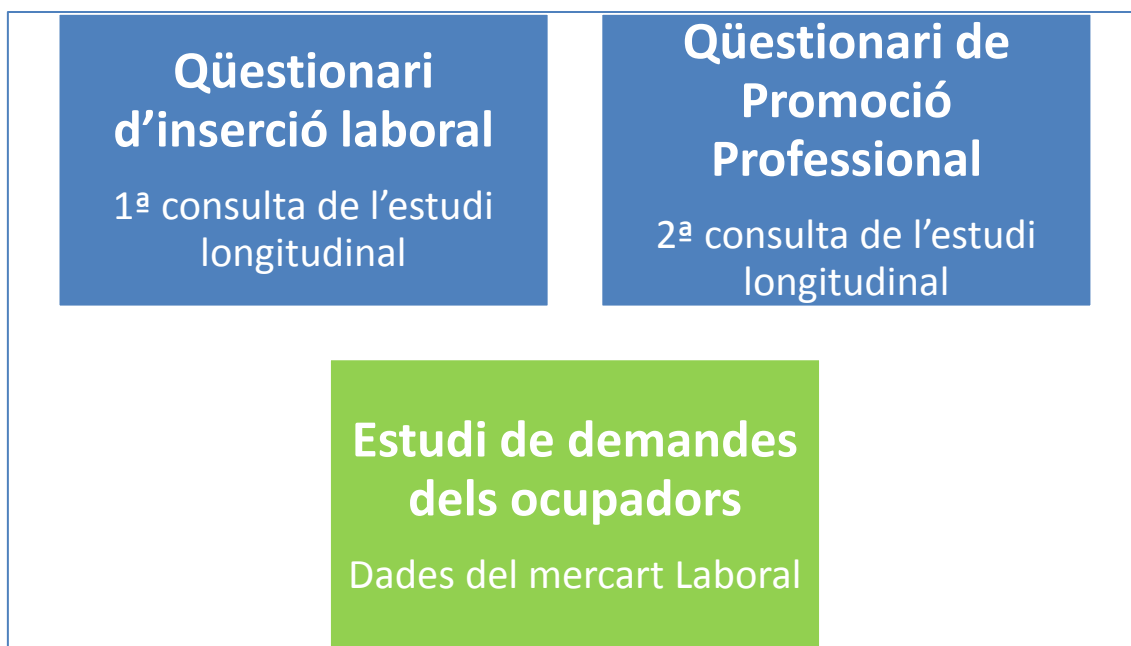 Qüestionari
d’inserció laboral
1ª consulta de l’estudi
longitudinal
Qüestionari de
Promoció
Professional
2ª consulta de l’estudi
longitudinal
Estudi de demandes
dels ocupadors
Dades del mercart Laboral